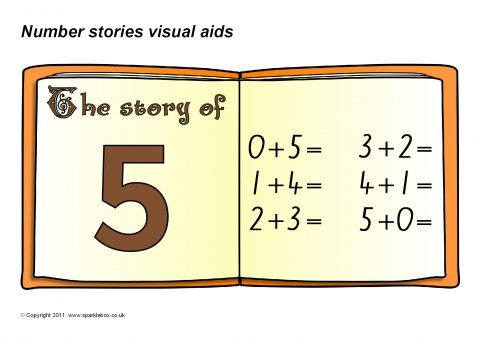 Number stories visual aids
The story of
5
0+5= 3+2=
1+4= 4+1=
2+3= 5+0=
© Copyright 2011, www.sparklebox.co.uk